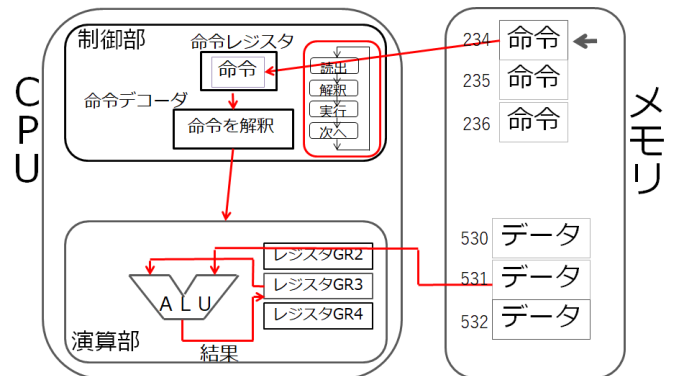 CPU
制御部
命令レジスタ
命令
命令デコーダ
命令を解釈
読出
解釈
実行
次へ
演算部
ALU
結果
レジスタGR2
レジスタGR3
レジスタGR4
メモリ
234 命令
235 命令
236 命令
530 データ
531 データ
532 データ